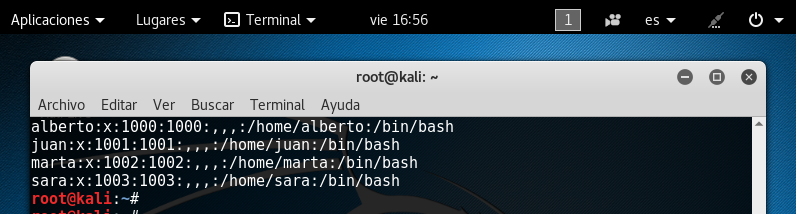 Aplicaciones Lugares Terminal vie 16:56 1 es
root@kali: ~
Archivo Editar Ver Buscar Terminal Ayuda
alberto:x:1000:1000:,,,:/home/alberto:/bin/bash
juan:x:1001:1001:,,,:/home/juan:/bin/bash
marta:x:1002:1002:,,,:/home/marta:/bin/bash
sara:x:1003:1003:,,,:/home/sara:/bin/bash
root@kali:~#
root@kali:~#